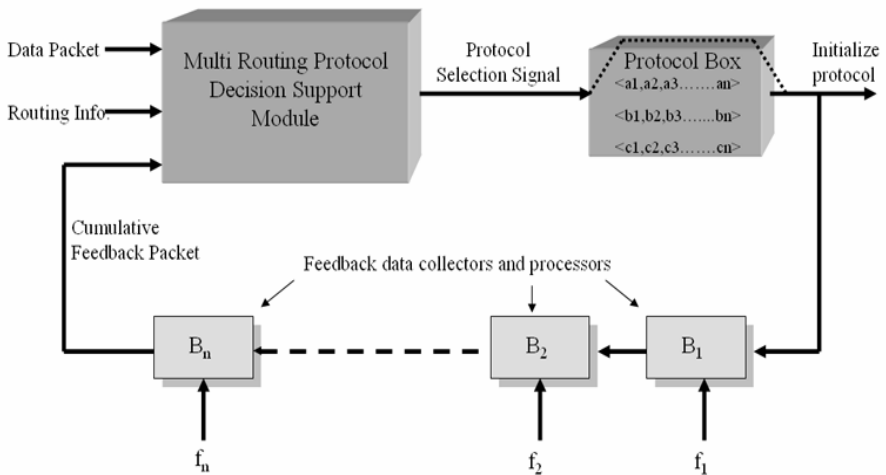 Data Packet
Routing Info.
Multi Routing Protocol
Decision Support
Module
Protocol
Selection Signal
Protocol Box
<a1,a2,a3.......an>
<b1,b2,b3.......bn>
<c1,c2,c3.......cn>
Initialize
protocol
Cumulative
Feedback Packet
Feedback data collectors and processors
Bn
B2
B1
fn
f2
f1